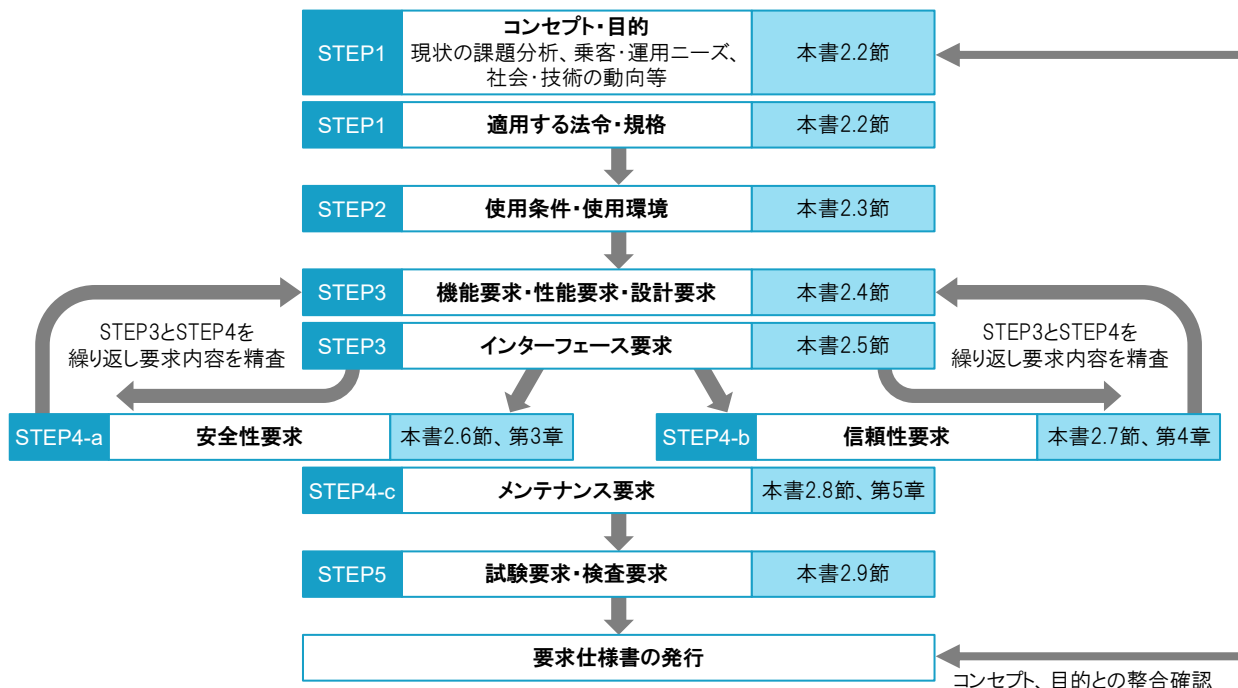 STEP1
コンセプト・目的
現状の課題分析、乗客・運用ニーズ、
社会・技術の動向等
本書2.2節
STEP1
適用する法令・規格
本書2.2節
STEP2
使用条件・使用環境
本書2.3節
STEP3
機能要求・性能要求・設計要求
本書2.4節
STEP3とSTEP4を
繰り返し要求内容を精査
STEP3
インターフェース要求
本書2.5節
STEP3とSTEP4を
繰り返し要求内容を精査
STEP4-a
安全性要求
本書2.6節、第3章
STEP4-b
信頼性要求
本書2.7節、第4章
STEP4-c
メンテナンス要求
本書2.8節、第5章
STEP5
試験要求・検査要求
本書2.9節
要求仕様書の発行
コンセプト、目的との整合確認